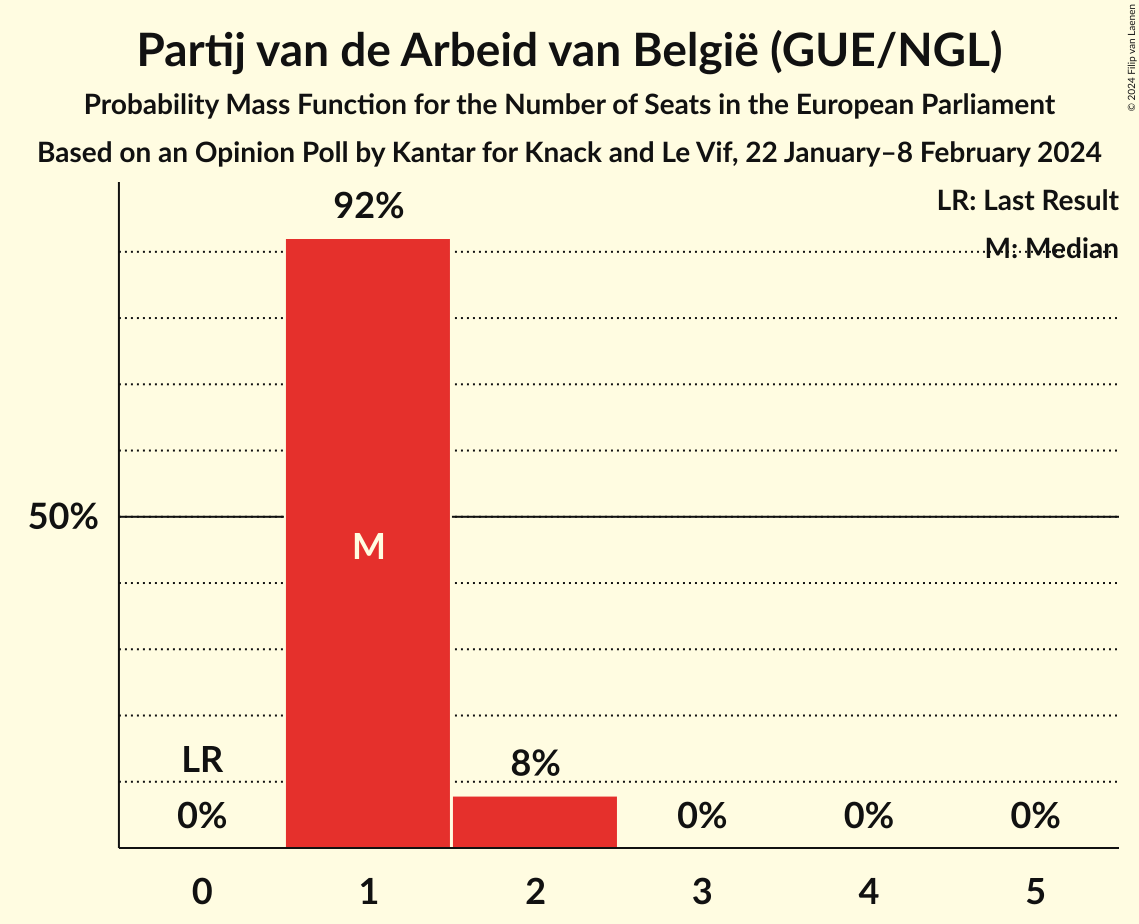 Partij van de Arbeid van België (GUE/NGL)
Probability Mass Function for the Number of Seats in the European Parliament
Based on an Opinion Poll by Kantar for Knack and Le Vif, 22 January–8 February 2024
© 2024 Filip van Laenen
LR: Last Result
M: Median
92%
50%
M
LR
8%
0%
0%
0%
0%
0 1 2 3 4 5